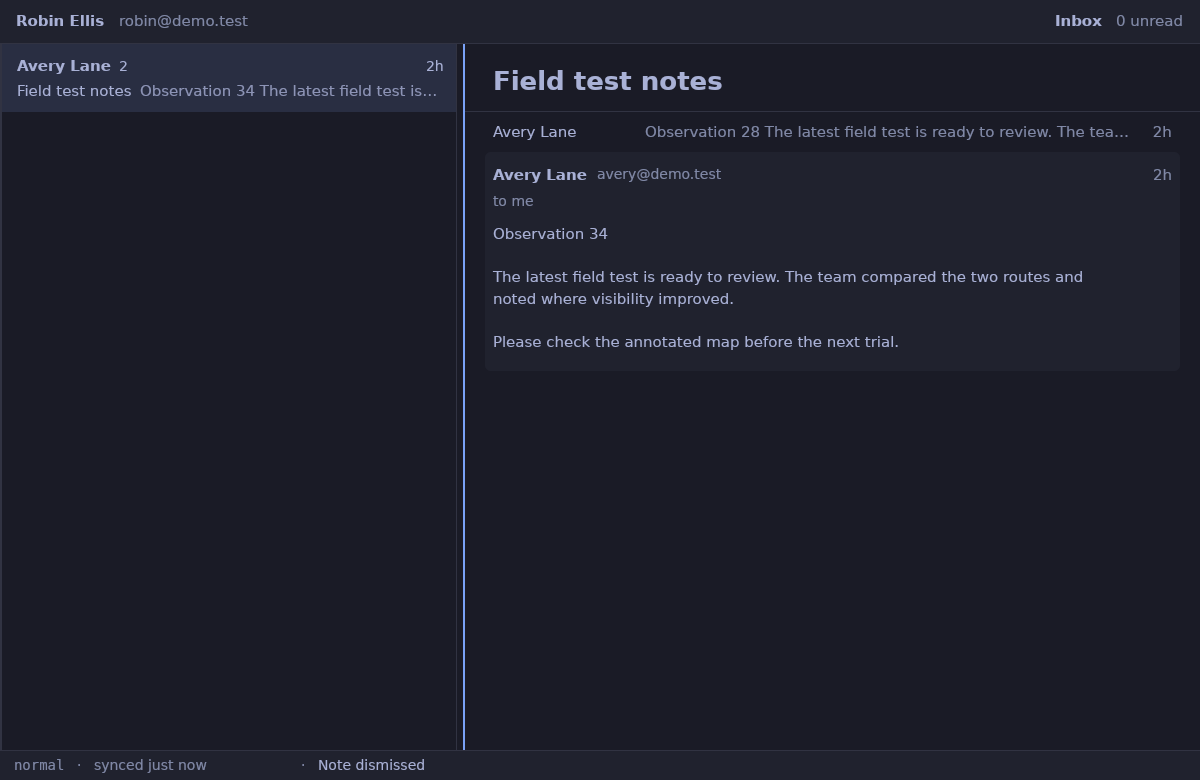 Robin Ellis robin@demo.test Inbox 0 unread
Avery Lane 2 2h
Field test notes Observation 34 The latest field test is…
Field test notes
Avery Lane Observation 28 The latest field test is ready to review. The tea… 2h
Avery Lane avery@demo.test 2h
to me
Observation 34
The latest field test is ready to review. The team compared the two routes and
noted where visibility improved.
Please check the annotated map before the next trial.
normal · synced just now · Note dismissed